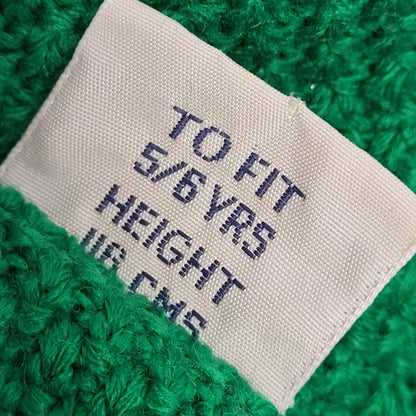 TO FIT
5/6 YRS
HEIGHT
116 CMS